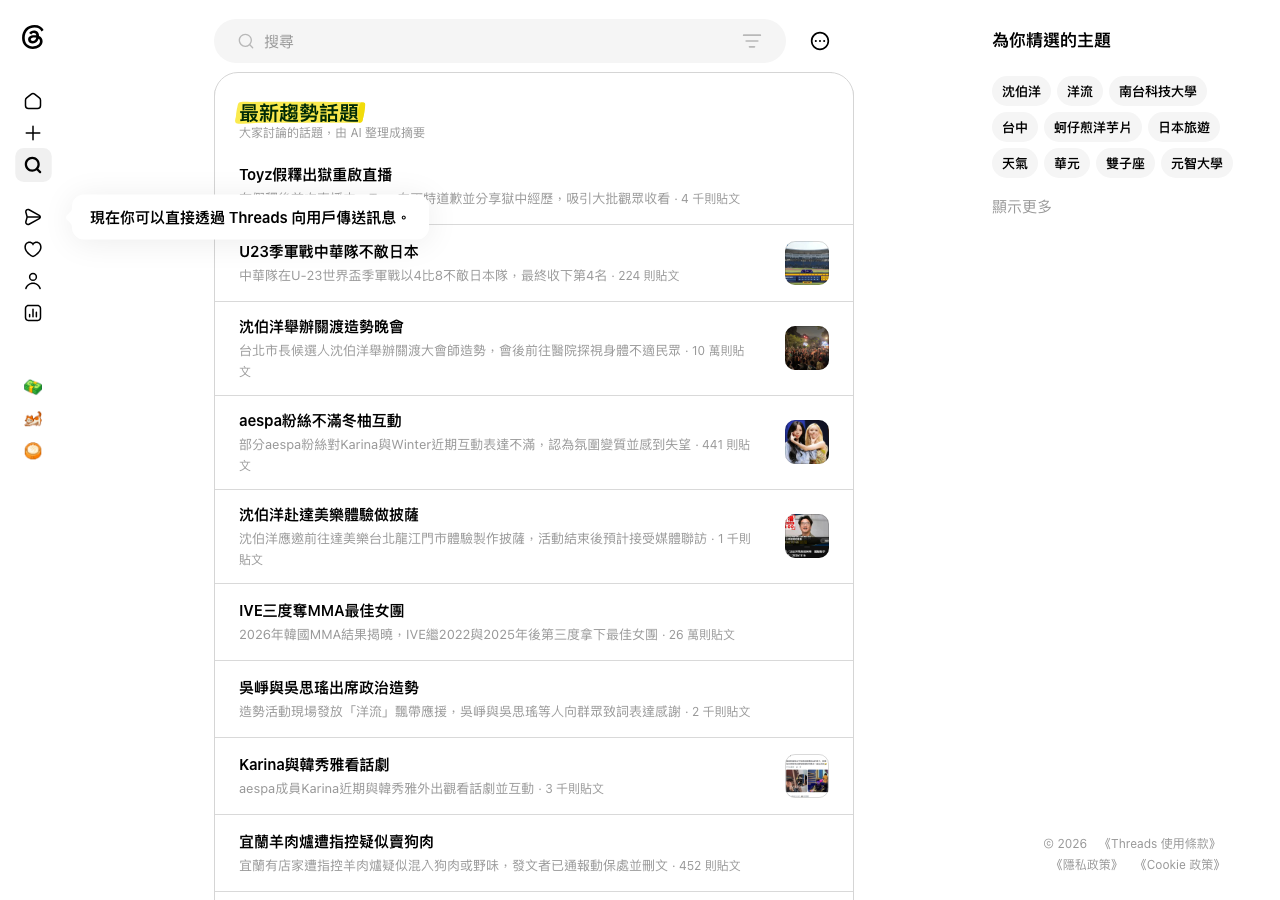 搜尋
最新趨勢話題
大家討論的話題，由 AI 整理成摘要
Toyz假釋出獄重啟直播
特道歉並分享獄中經歷，吸引大批觀眾收看 · 4 千則貼文
現在你可以直接透過 Threads 向用戶傳送訊息。
U23季軍戰中華隊不敵日本
中華隊在U-23世界盃季軍戰以4比8不敵日本隊，最終收下第4名 · 224 則貼文
沈伯洋舉辦關渡造勢晚會
台北市長候選人沈伯洋舉辦關渡大會師造勢，會後前往醫院探視身體不適民眾 · 10 萬則貼
文
aespa粉絲不滿冬柚互動
部分aespa粉絲對Karina與Winter近期互動表達不滿，認為氛圍變質並感到失望 · 441 則貼
文
沈伯洋赴達美樂體驗做披薩
沈伯洋應邀前往達美樂台北龍江門市體驗製作披薩，活動結束後預計接受媒體聯訪 · 1 千則
貼文
IVE三度奪MMA最佳女團
2026年韓國MMA結果揭曉，IVE繼2022與2025年後第三度拿下最佳女團 · 26 萬則貼文
吳崢與吳思瑤出席政治造勢
造勢活動現場發放「洋流」飄帶應援，吳崢與吳思瑤等人向群眾致詞表達感謝 · 2 千則貼文
Karina與韓秀雅看話劇
aespa成員Karina近期與韓秀雅外出觀看話劇並互動 · 3 千則貼文
宜蘭羊肉爐遭指控疑似賣狗肉
宜蘭有店家遭指控羊肉爐疑似混入狗肉或野味，發文者已通報動保處並刪文 · 452 則貼文
為你精選的主題
沈伯洋 洋流 南台科技大學
台中 蚵仔煎洋芋片 日本旅遊
天氣 華元 雙子座 元智大學
顯示更多
© 2026 《Threads 使用條款》
《隱私政策》 《Cookie 政策》